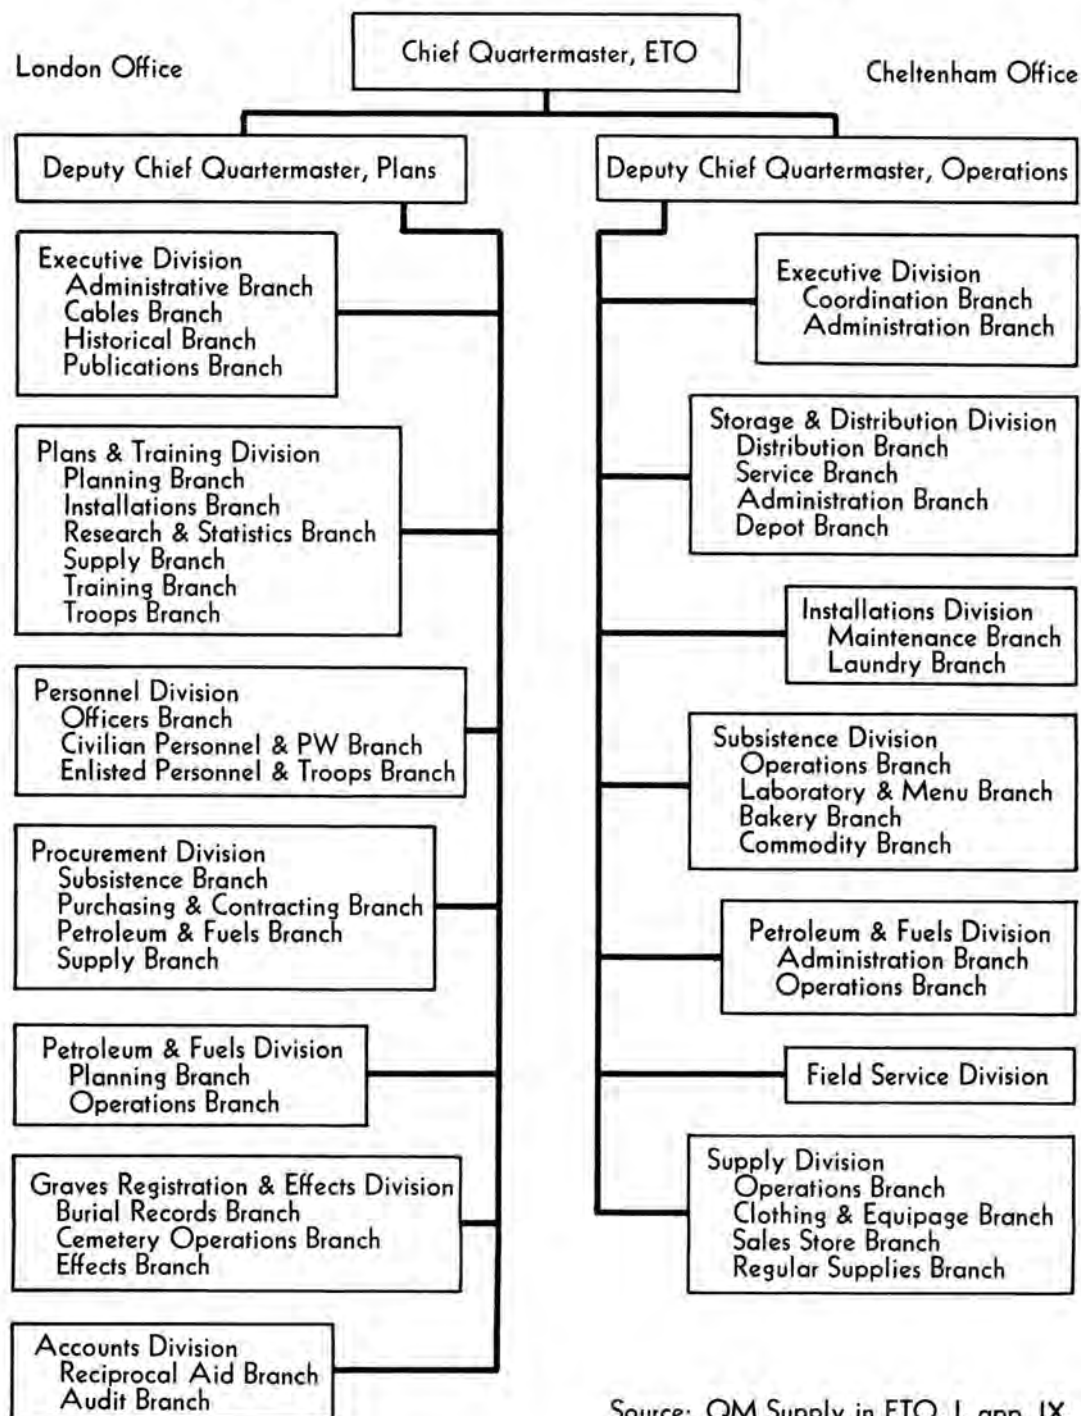 Chief Quartermaster, ETO
London Office
Cheltenham Office
Deputy Chief Quartermaster, Plans
Executive Division
Administrative Branch
Cables Branch
Historical Branch
Publications Branch
Plans & Training Division
Planning Branch
Installations Branch
Research & Statistics Branch
Supply Branch
Training Branch
Troops Branch
Personnel Division
Officers Branch
Civilian Personnel & PW Branch
Enlisted Personnel & Troops Branch
Procurement Division
Subsistence Branch
Purchasing & Contracting Branch
Petroleum & Fuels Branch
Supply Branch
Petroleum & Fuels Division
Planning Branch
Operations Branch
Graves Registration & Effects Division
Burial Records Branch
Cemetery Operations Branch
Effects Branch
Accounts Division
Reciprocal Aid Branch
Audit Branch
Deputy Chief Quartermaster, Operations
Executive Division
Coordination Branch
Administration Branch
Storage & Distribution Division
Distribution Branch
Service Branch
Administration Branch
Depot Branch
Installations Division
Maintenance Branch
Laundry Branch
Subsistence Division
Operations Branch
Laboratory & Menu Branch
Bakery Branch
Commodity Branch
Petroleum & Fuels Division
Administration Branch
Operations Branch
Field Service Division
Supply Division
Operations Branch
Clothing & Equipage Branch
Sales Store Branch
Regular Supplies Branch
Source: QM Supply in ETO, I, app. IX